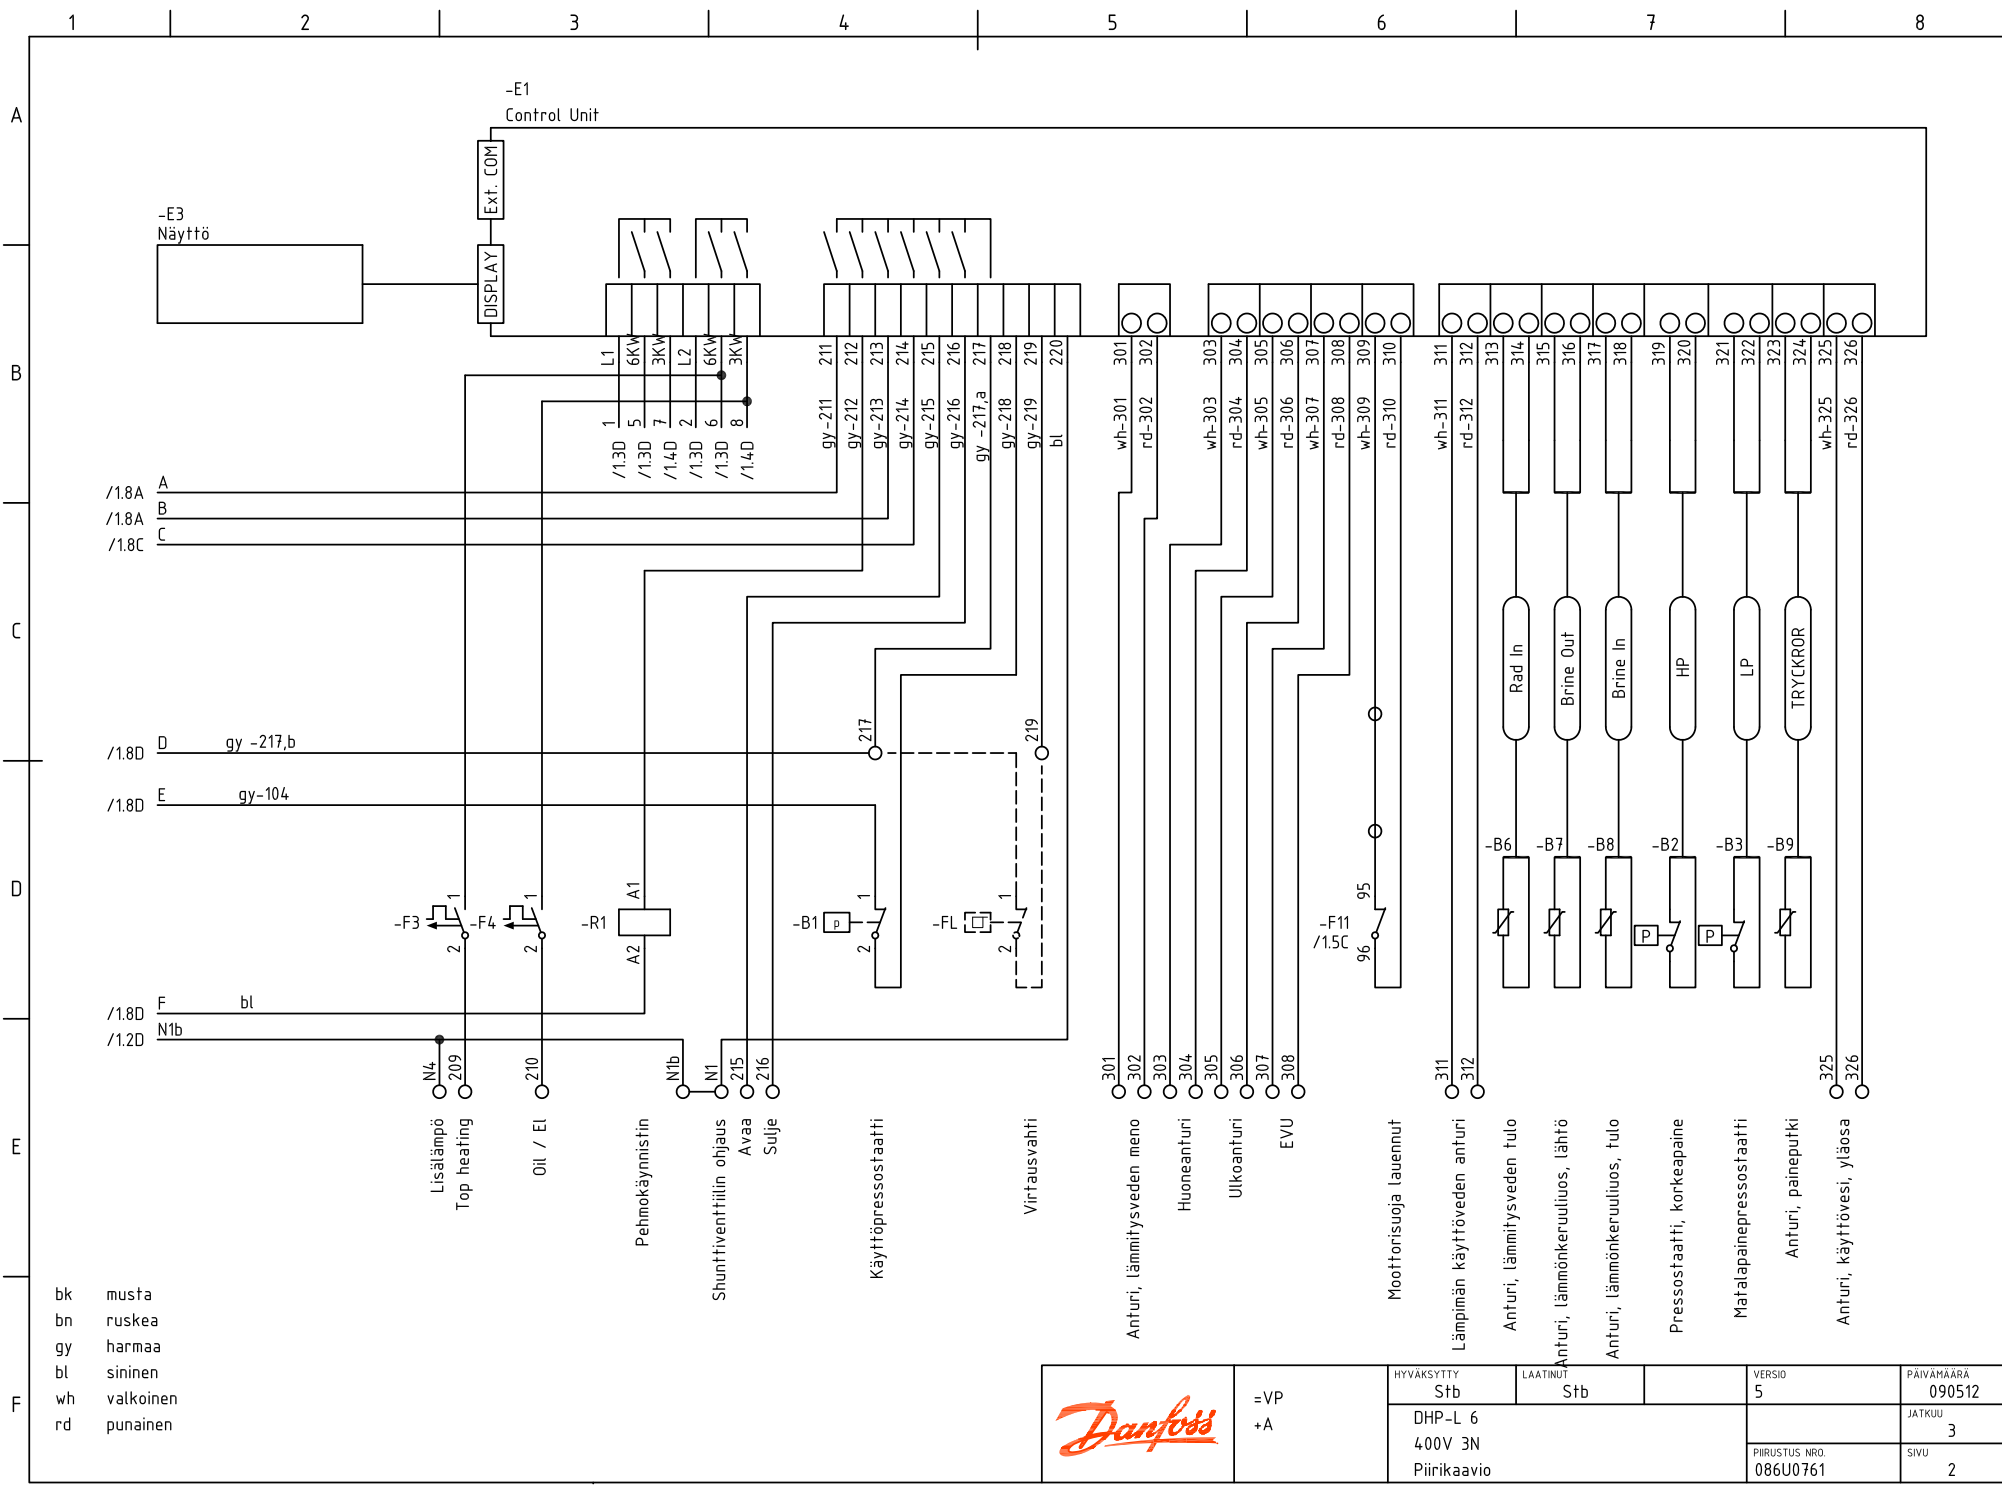 1 2 3 4 5 6 7 8
A
B
C
D
E
F
-E1
Control Unit
Ext. COM
DISPLAY
-E3
Näyttö
L1
6KW
3KW
L2
6KW
3KW
1
5
7
2
6
8
/1.3D
/1.3D
/1.4D
/1.3D
/1.3D
/1.4D
211
212
213
214
215
216
217
218
219
220
gy-211
gy-212
gy-213
gy-214
gy-215
gy-216
gy -217,a
gy-218
gy-219
bl
301
302
303
304
305
306
307
308
309
310
311
312
313
314
315
316
317
318
319
320
321
322
323
324
325
326
wh-301
rd-302
wh-303
rd-304
wh-305
rd-306
wh-307
rd-308
wh-309
rd-310
wh-311
rd-312
wh-325
rd-326
/1.8A A
/1.8A B
/1.8C C
/1.8D D gy -217,b
/1.8D E gy-104
/1.8D F bl
/1.2D N1b
217
219
Rad In
Brine Out
Brine In
HP
LP
TRYCKROR
-B6
-B7
-B8
-B2
-B3
-B9
-F3 1 2
-F4 1 2
-R1 A1 A2
-B1 p 1 2
-FL 1 2
-F11
/1.5C
95
96
P
P
N4
209
210
N1b
N1
215
216
301
302
303
304
305
306
307
308
311
312
325
326
Lisälämpö
Top heating
Oil / El
Pehmokäynnistin
Shunttiventtiilin ohjaus
Avaa
Sulje
Käyttöpressostaatti
Virtausvahti
Anturi, lämmitysveden meno
Huoneanturi
Ulkoanturi
EVU
Moottorisuoja lauennut
Lämpimän käyttöveden anturi
Anturi, lämmitysveden tulo
Anturi, lämmönkeruuliuos, lähtö
Anturi, lämmönkeruuliuos, tulo
Pressostaatti, korkeapaine
Matalapainepressostaatti
Anturi, paineputki
Anturi, käyttövesi, yläosa
bk musta
bn ruskea
gy harmaa
bl sininen
wh valkoinen
rd punainen
Danfoss
=VP
+A
HYVÄKSYTTY
Stb
LAATINUT
Stb
VERSIO
5
PÄIVÄMÄÄRÄ
090512
DHP-L 6
400V 3N
Piirikaavio
JATKUU
3
PIIRUSTUS NRO.
086U0761
SIVU
2